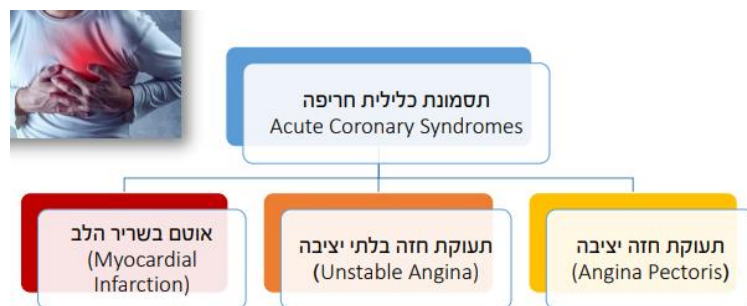 תסמונת כלילית חריפה
Acute Coronary Syndromes
תעוקת חזה יציבה
(Angina Pectoris)
תעוקת חזה בלתי יציבה
(Unstable Angina)
אוטם בשריר הלב
(Myocardial
Infarction)